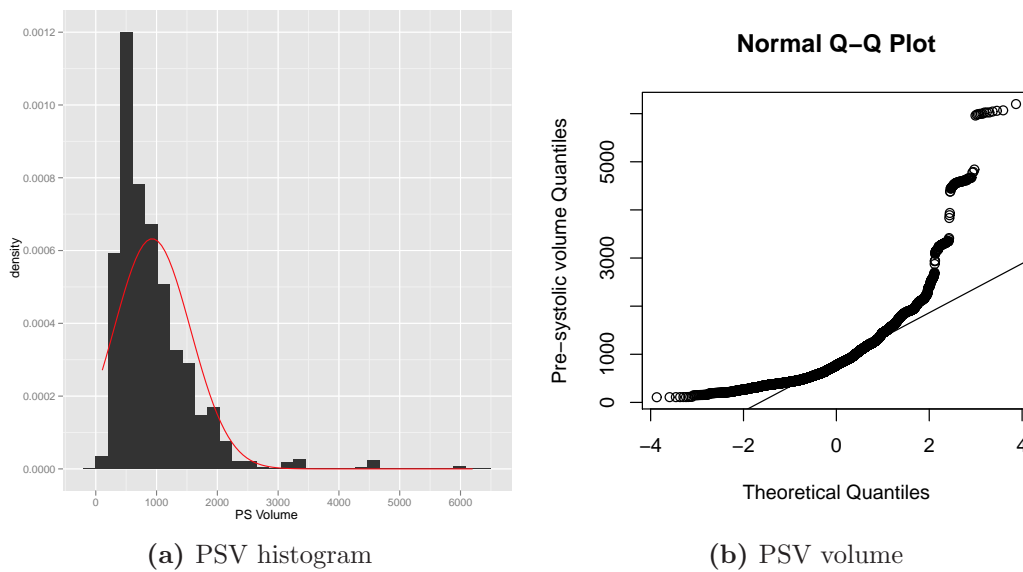 0.0012
0.0010
0.0008
0.0006
0.0004
0.0002
0.0000
density
0 1000 2000 3000 4000 5000 6000
PS Volume
(a) PSV histogram
Normal Q−Q Plot
Pre−systolic volume Quantiles
5000
3000
1000
0
−4 −2 0 2 4
Theoretical Quantiles
(b) PSV volume